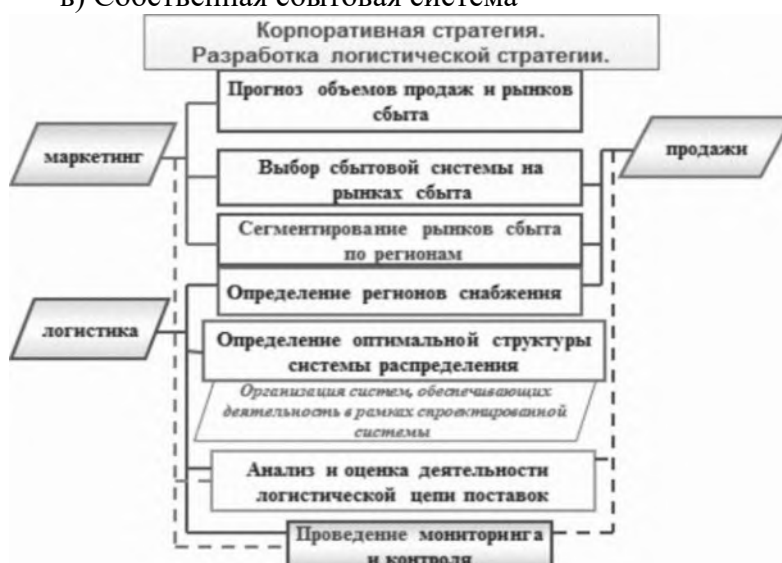 в) Собственная сбытовая система
Корпоративная стратегия.
Разработка логистической стратегии.
Прогноз объемов продаж и рынков
сбыта
маркетинг
продажи
Выбор сбытовой системы на
рынках сбыта
Сегментирование рынков сбыта
по регионам
Определение регионов снабжения
логистика
Определение оптимальной структуры
системы распределения
Организация систем, обеспечивающих
деятельность в рамках спроектированной
системы
Анализ и оценка деятельности
логистической цепи поставок
Проведение мониторинга
и контроля